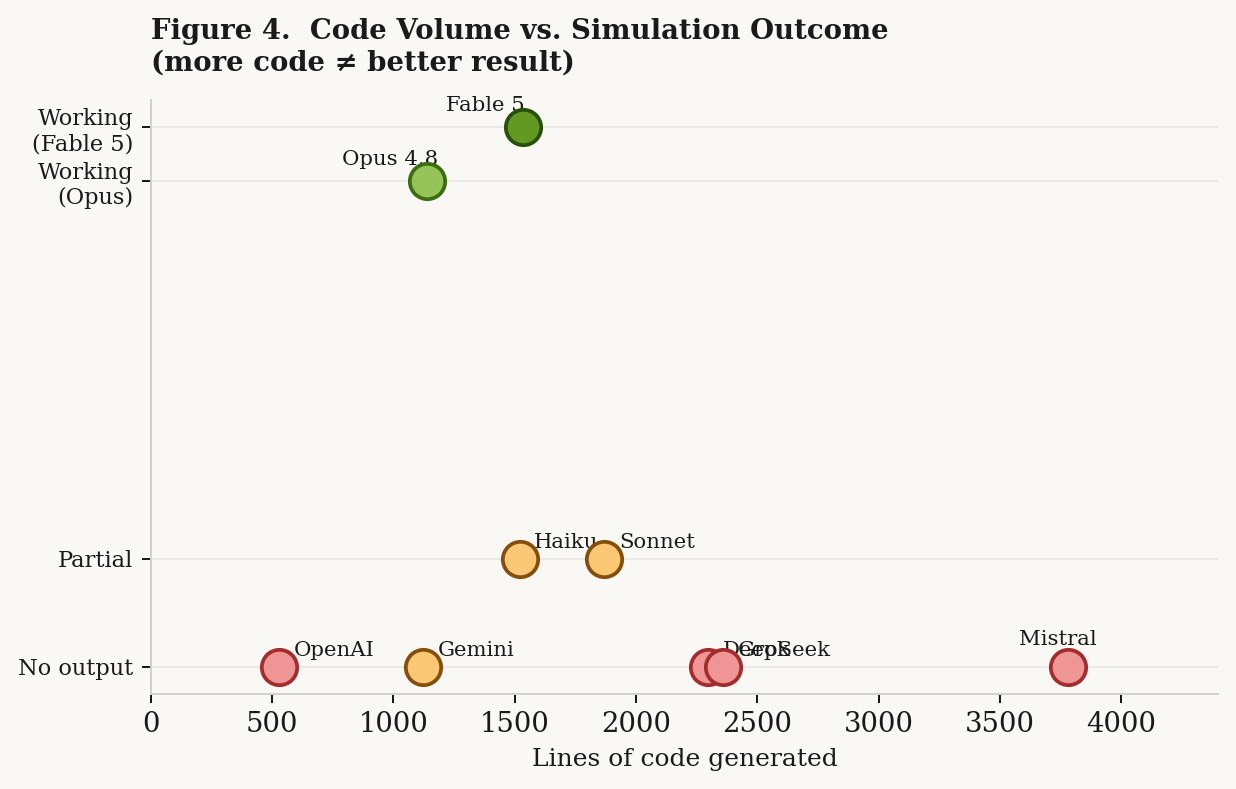 Figure 4.  Code Volume vs. Simulation Outcome
(more code ≠ better result)
Working
(Fable 5)
Working
(Opus)
Partial
No output
Fable 5
Opus 4.8
Haiku
Sonnet
OpenAI
Gemini
DeepSeek
Grok
Mistral
0
500
1000
1500
2000
2500
3000
3500
4000
Lines of code generated